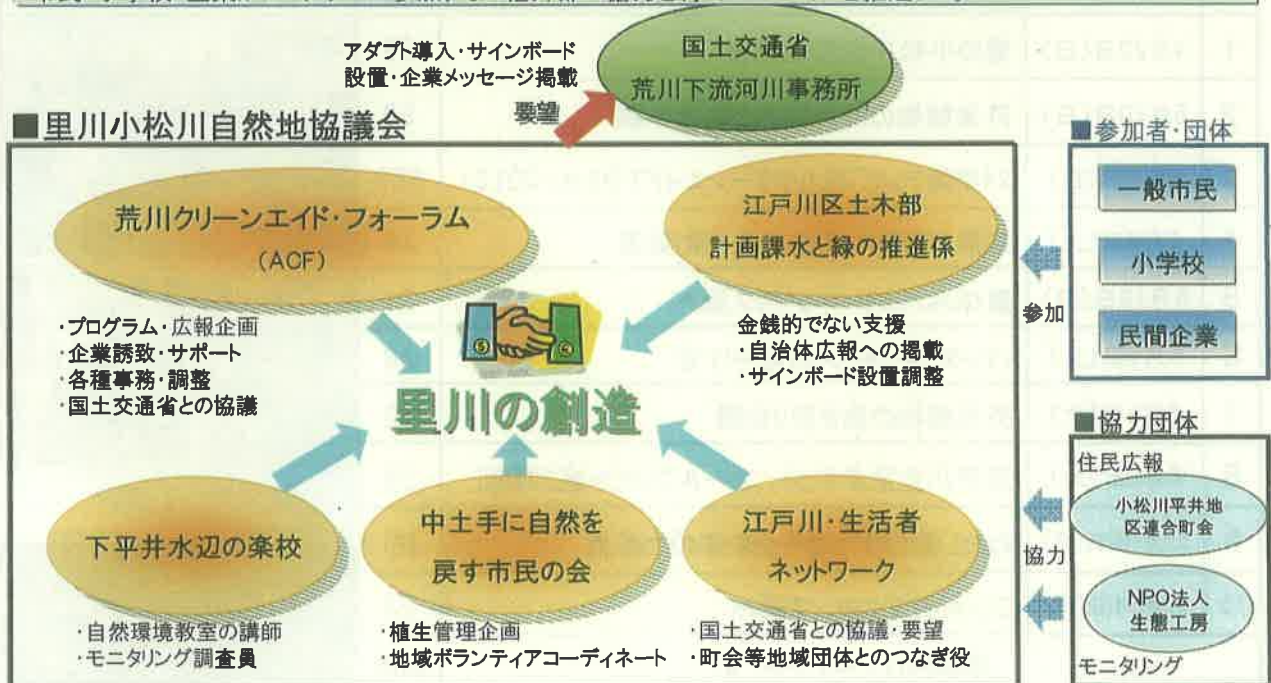 アダプト導入・サインボード
設置・企業メッセージ掲載
要望
国土交通省
荒川下流河川事務所
■里川小松川自然地協議会
荒川クリーンエイド・フォーラム
(ACF)
・プログラム・広報企画
・企業誘致・サポート
・各種事務・調整
・国土交通省との協議
江戸川区土木部
計画課水と緑の推進係
金銭的でない支援
・自治体広報への掲載
・サインボード設置調整
里川の創造
下平井水辺の楽校
・自然環境教室の講師
・モニタリング調査員
中土手に自然を
戻す市民の会
・植生管理企画
・地域ボランティアコーディネート
江戸川・生活者
ネットワーク
・国土交通省との協議・要望
・町会等地域団体とのつなぎ役
■参加者・団体
一般市民
小学校
民間企業
参加
■協力団体
住民広報
小松川平井地
区連合町会
協力
NPO法人
生態工房
モニタリング